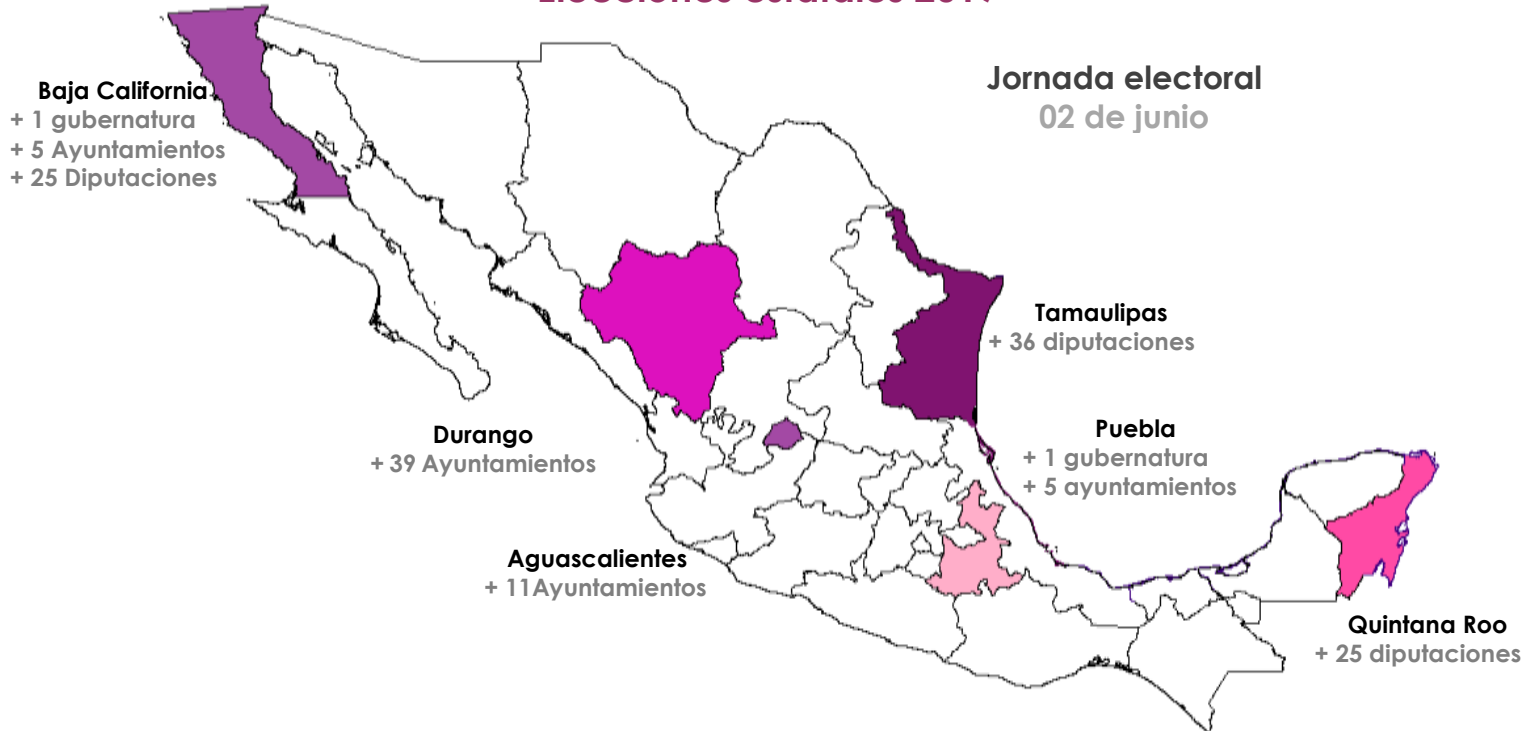 Jornada electoral
02 de junio
Baja California
+ 1 gubernatura
+ 5 Ayuntamientos
+ 25 Diputaciones
Tamaulipas
+ 36 diputaciones
Durango
+ 39 Ayuntamientos
Puebla
+ 1 gubernatura
+ 5 ayuntamientos
Aguascalientes
+ 11Ayuntamientos
Quintana Roo
+ 25 diputaciones